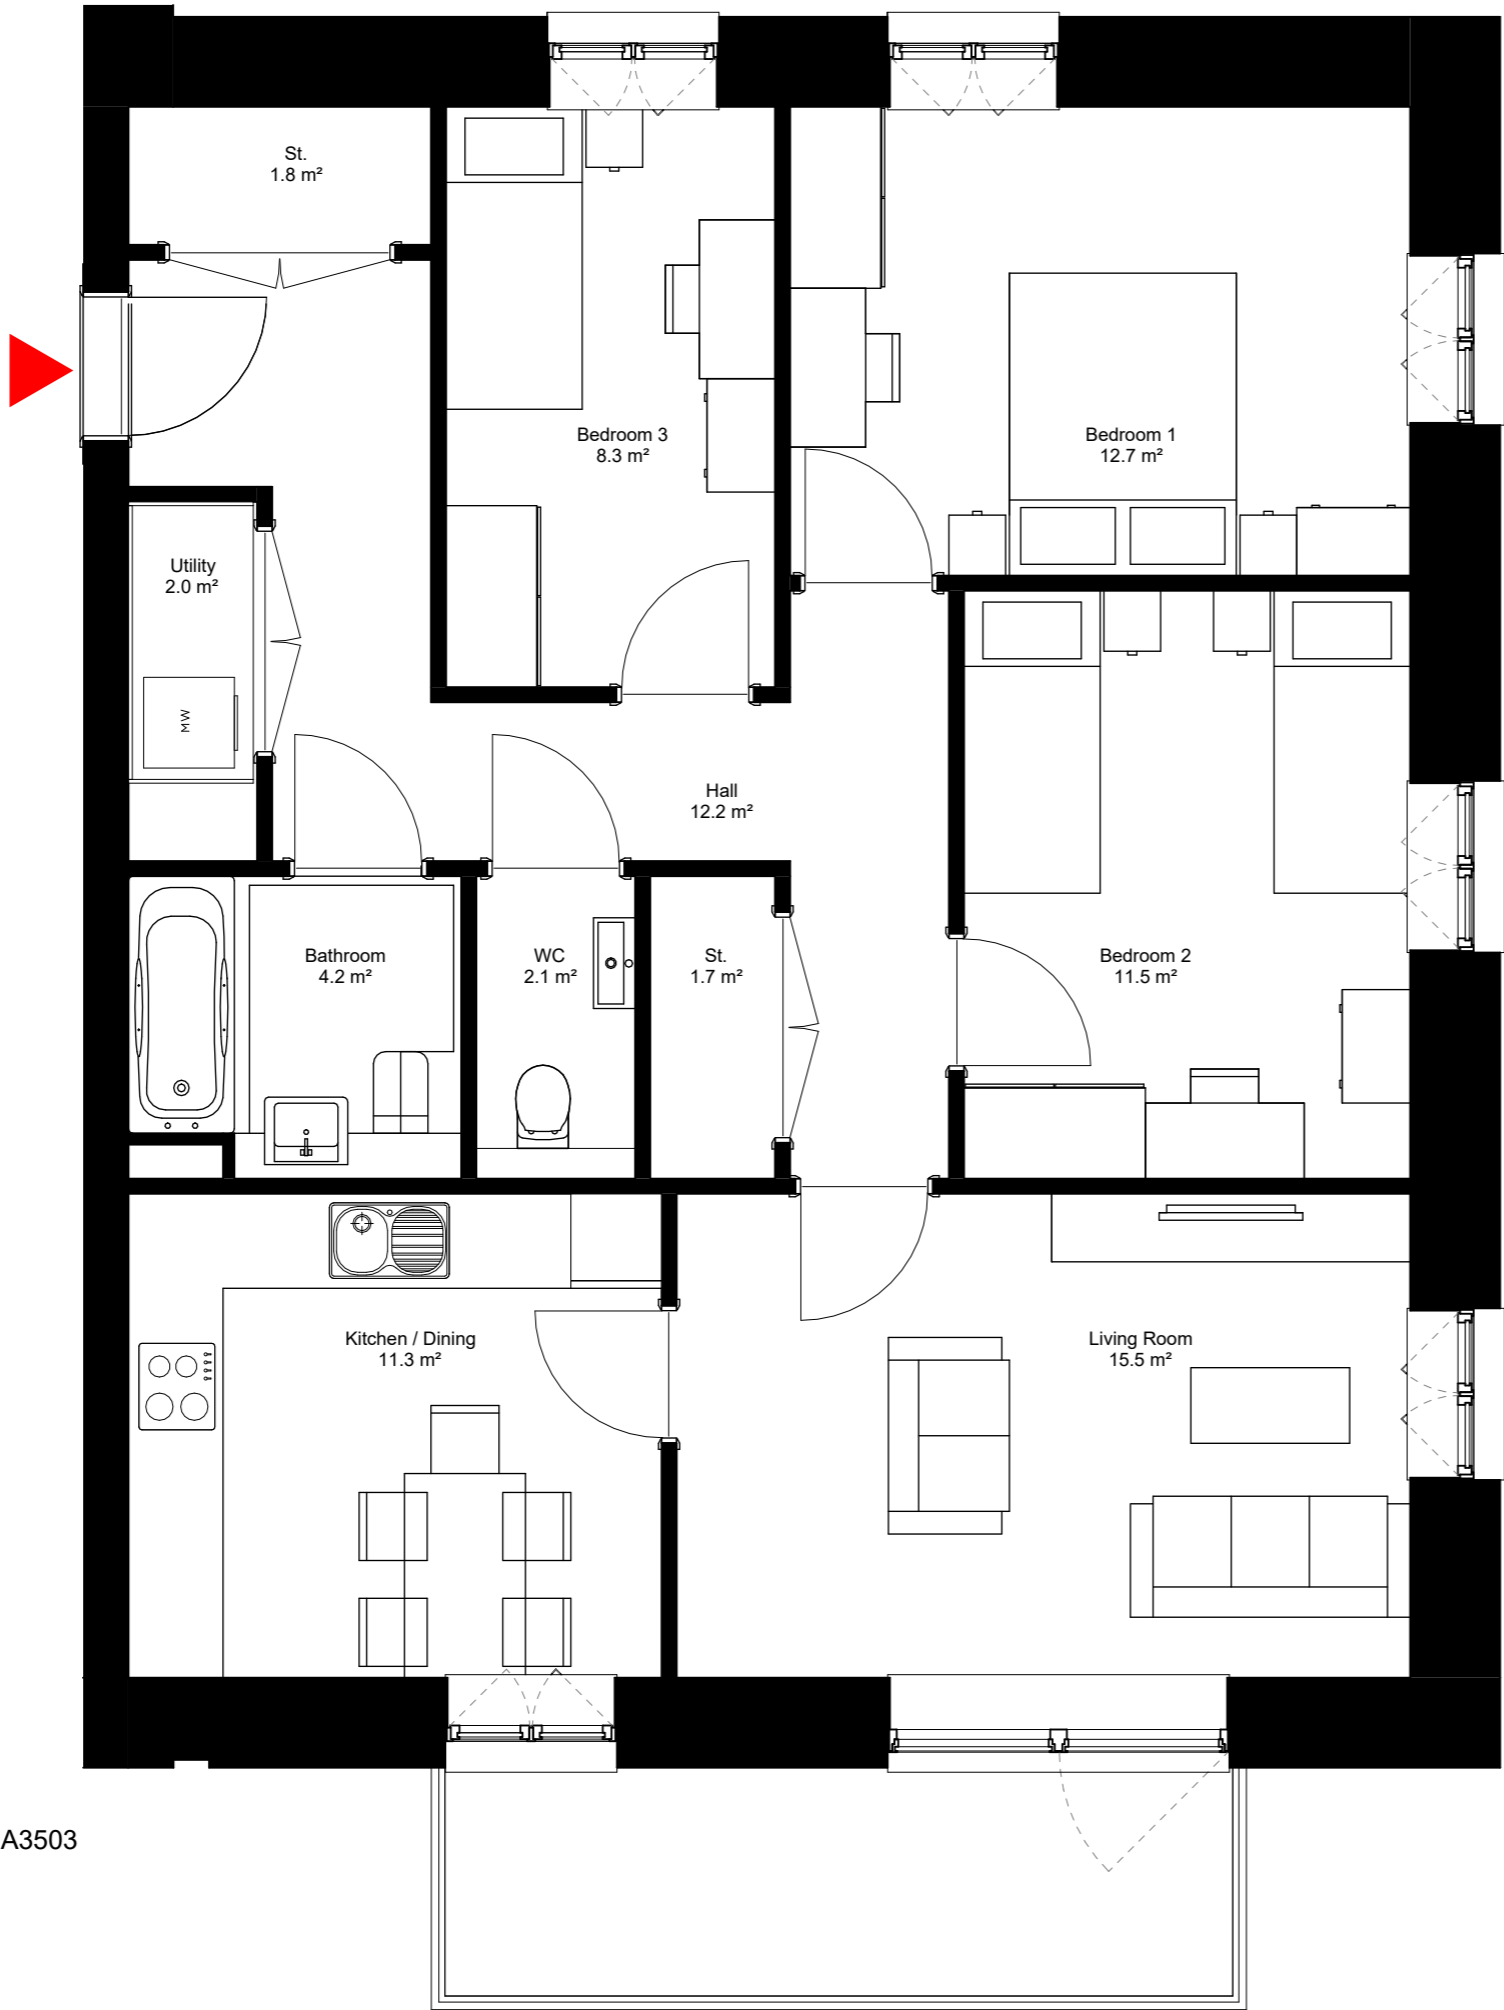 St.
1.8 m²
Bedroom 3
8.3 m²
Bedroom 1
12.7 m²
Utility
2.0 m²
MW
Hall
12.2 m²
Bathroom
4.2 m²
WC
2.1 m²
St.
1.7 m²
Bedroom 2
11.5 m²
Kitchen / Dining
11.3 m²
Living Room
15.5 m²
A3503